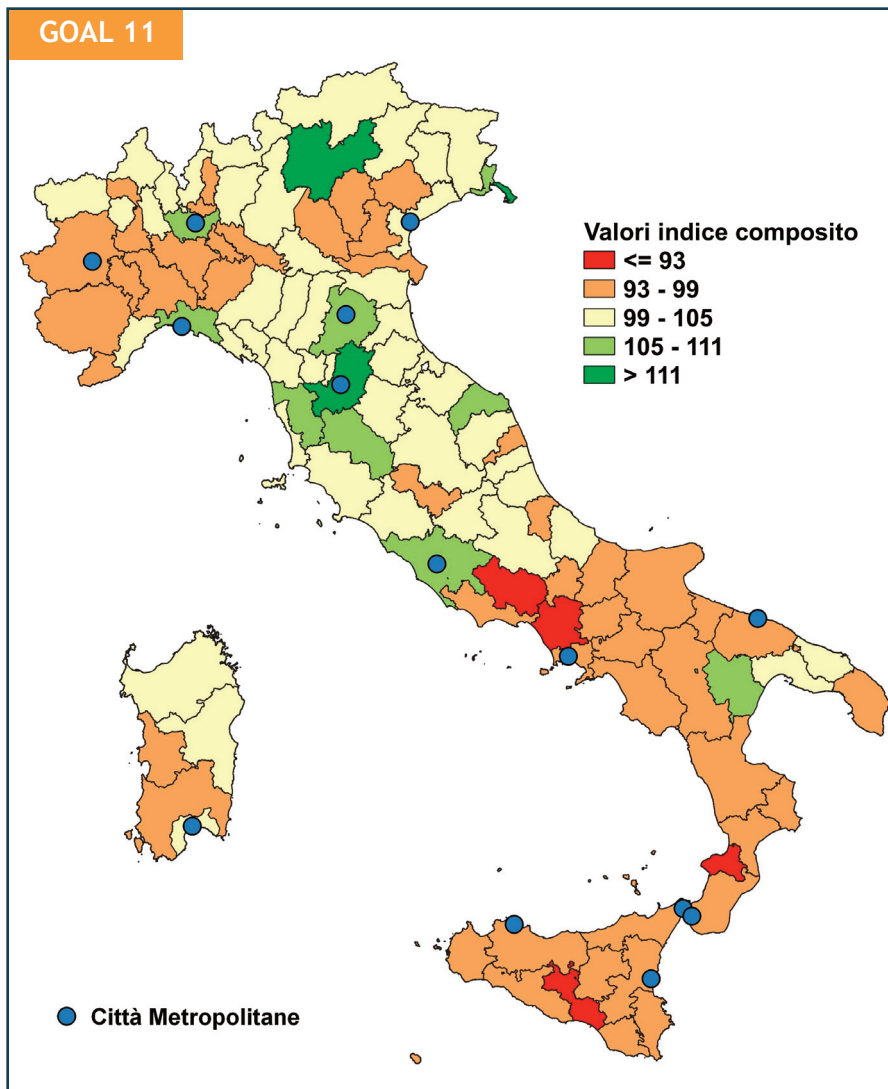 GOAL 11
Valori indice composito
<= 93
93 - 99
99 - 105
105 - 111
> 111
Città Metropolitane